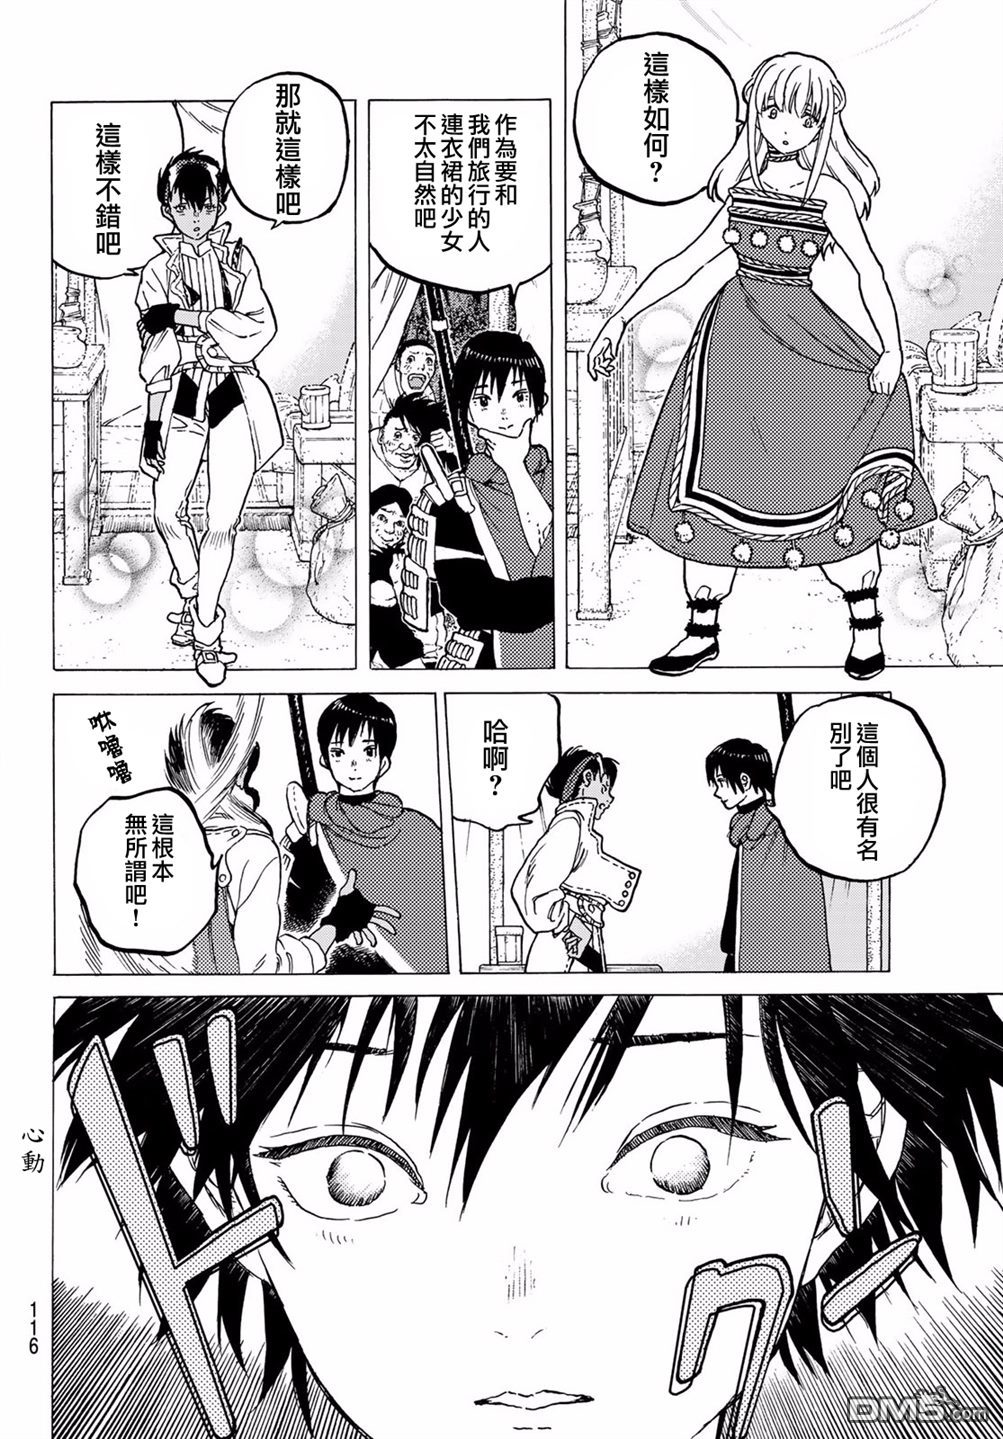 這樣如何？
作為要和
我們旅行的人
連衣裙的少女
不太自然吧
那就這樣吧
這樣不錯吧
這個人很有名
別了吧
哈啊？
咻嚕嚕
這根本
無所謂吧！
ドクン
心動
116
DM5.com